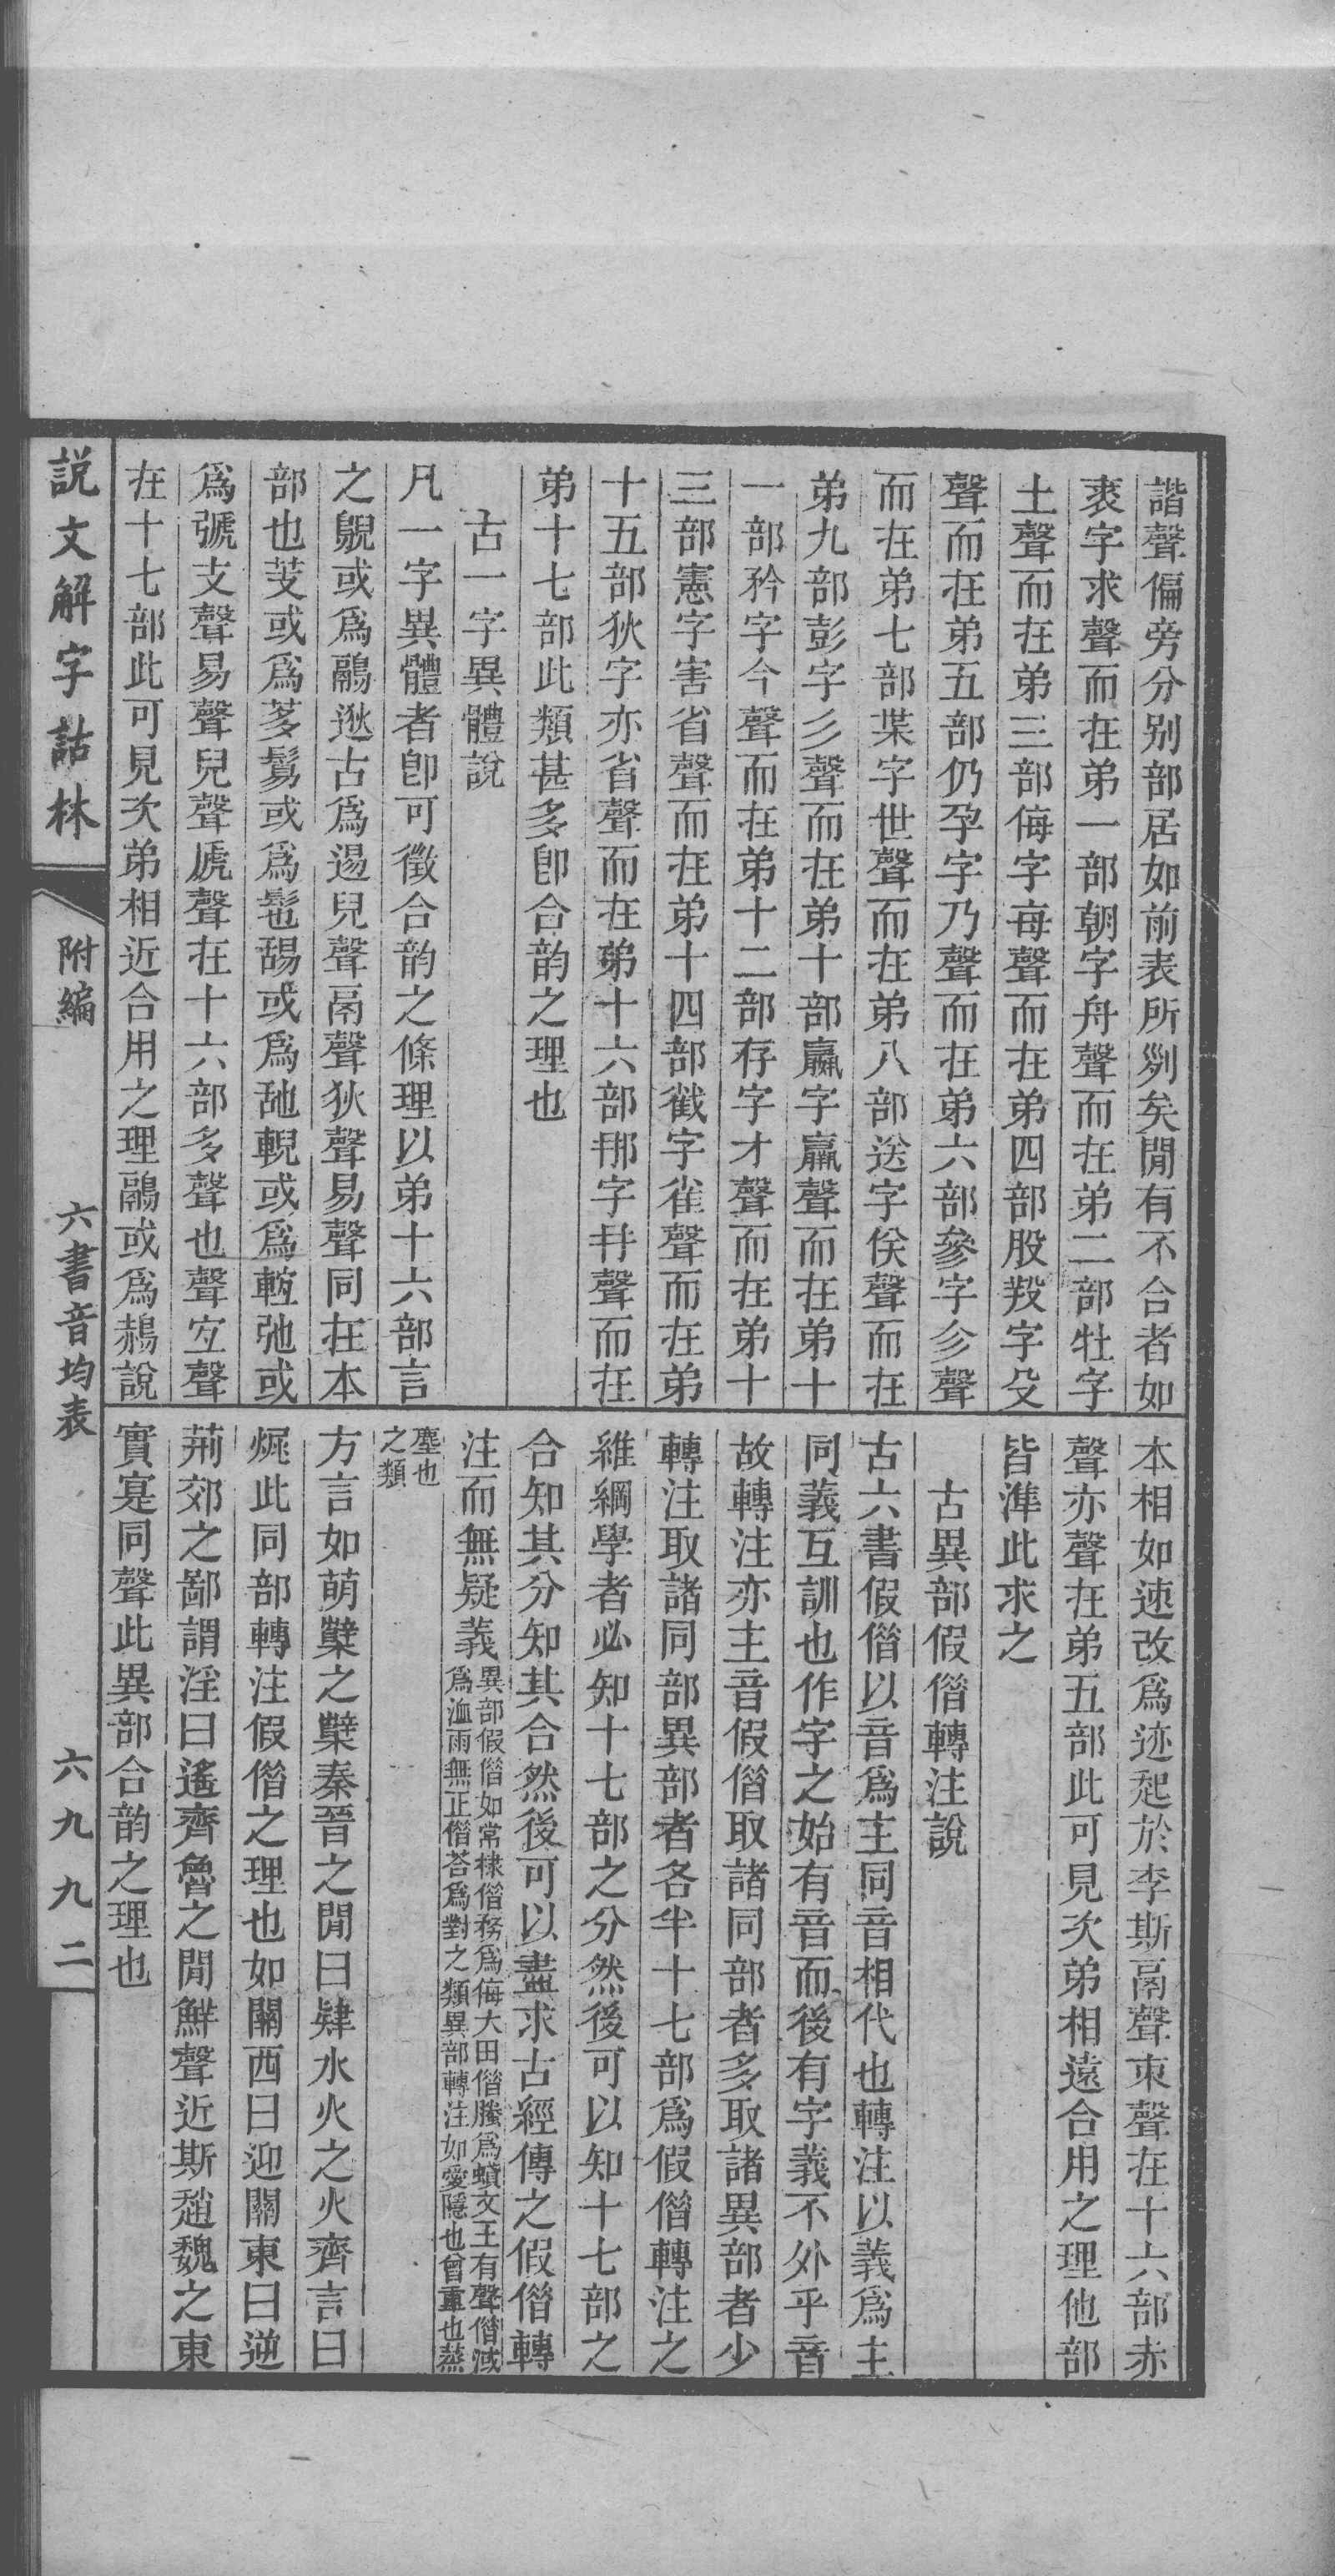 諧聲偏旁分别部居如前表所𠛱矣閒有不合者如
裘字求聲而在弟一部朝字舟聲而在弟二部牡字
土聲而在弟三部侮字每聲而在弟四部股羖字殳
聲而在弟五部仍孕字乃聲而在弟六部參字㐱聲
而在弟七部枼字世聲而在弟八部送字㑞聲而在
弟九部彭字彡聲而在弟十部贏字𣎆聲而在弟十
一部矜字今聲而在弟十二部存字才聲而在弟十
三部憲字害省聲而在弟十四部截字雀聲而在弟
十五部狄字亦省聲而在弟十六部那字冄聲而在
弟十七部此類甚多卽合韵之理也
古一字異體說
凡一字異體者卽可徵合韵之條理以弟十六部言
之鶃或爲鷊逖古爲逷兒聲鬲聲狄聲易聲同在本
部也芰或爲茤鬄或爲髢舓或爲𦧇輗或爲𨌳弛或
爲𢐋支聲易聲兒聲虒聲在十六部多聲也聲宜聲
在十七部此可見次弟相近合用之理鷊或爲鷊說
本相如速改爲迹起於李斯鬲聲朿聲在十六部赤
聲亦聲在弟五部此可見次弟相遠合用之理他部
皆準此求之
古異部假借轉注說
古六書假借以音爲主同音相代也轉注以義爲主
同義互訓也作字之始有音而後有字義不外乎音
故轉注亦主音假借取諸同部者多取諸異部者少
轉注取諸同部異部者各半十七部爲假借轉注之
維綱學者必知十七部之分然後可以知十七部之
合知其分知其合然後可以盡求古經傳之假借轉
注而無疑義
異部假借如常棣借務爲侮大田借螣爲蟘文王有聲借淢
爲洫雨無正借荅爲對之類異部轉注如愛隱也曾重也蒸
塵也
之類
方言如萌櫱之櫱秦晉之閒曰肄水火之火齊言曰
㷄此同部轉注假借之理也如關西曰迎關東曰逆
荊郊之鄙謂淫曰遙齊魯之閒鮮聲近斯趙魏之東
實寔同聲此異部合韵之理也
説文解字詁林
附編
六書音均表
六九九二